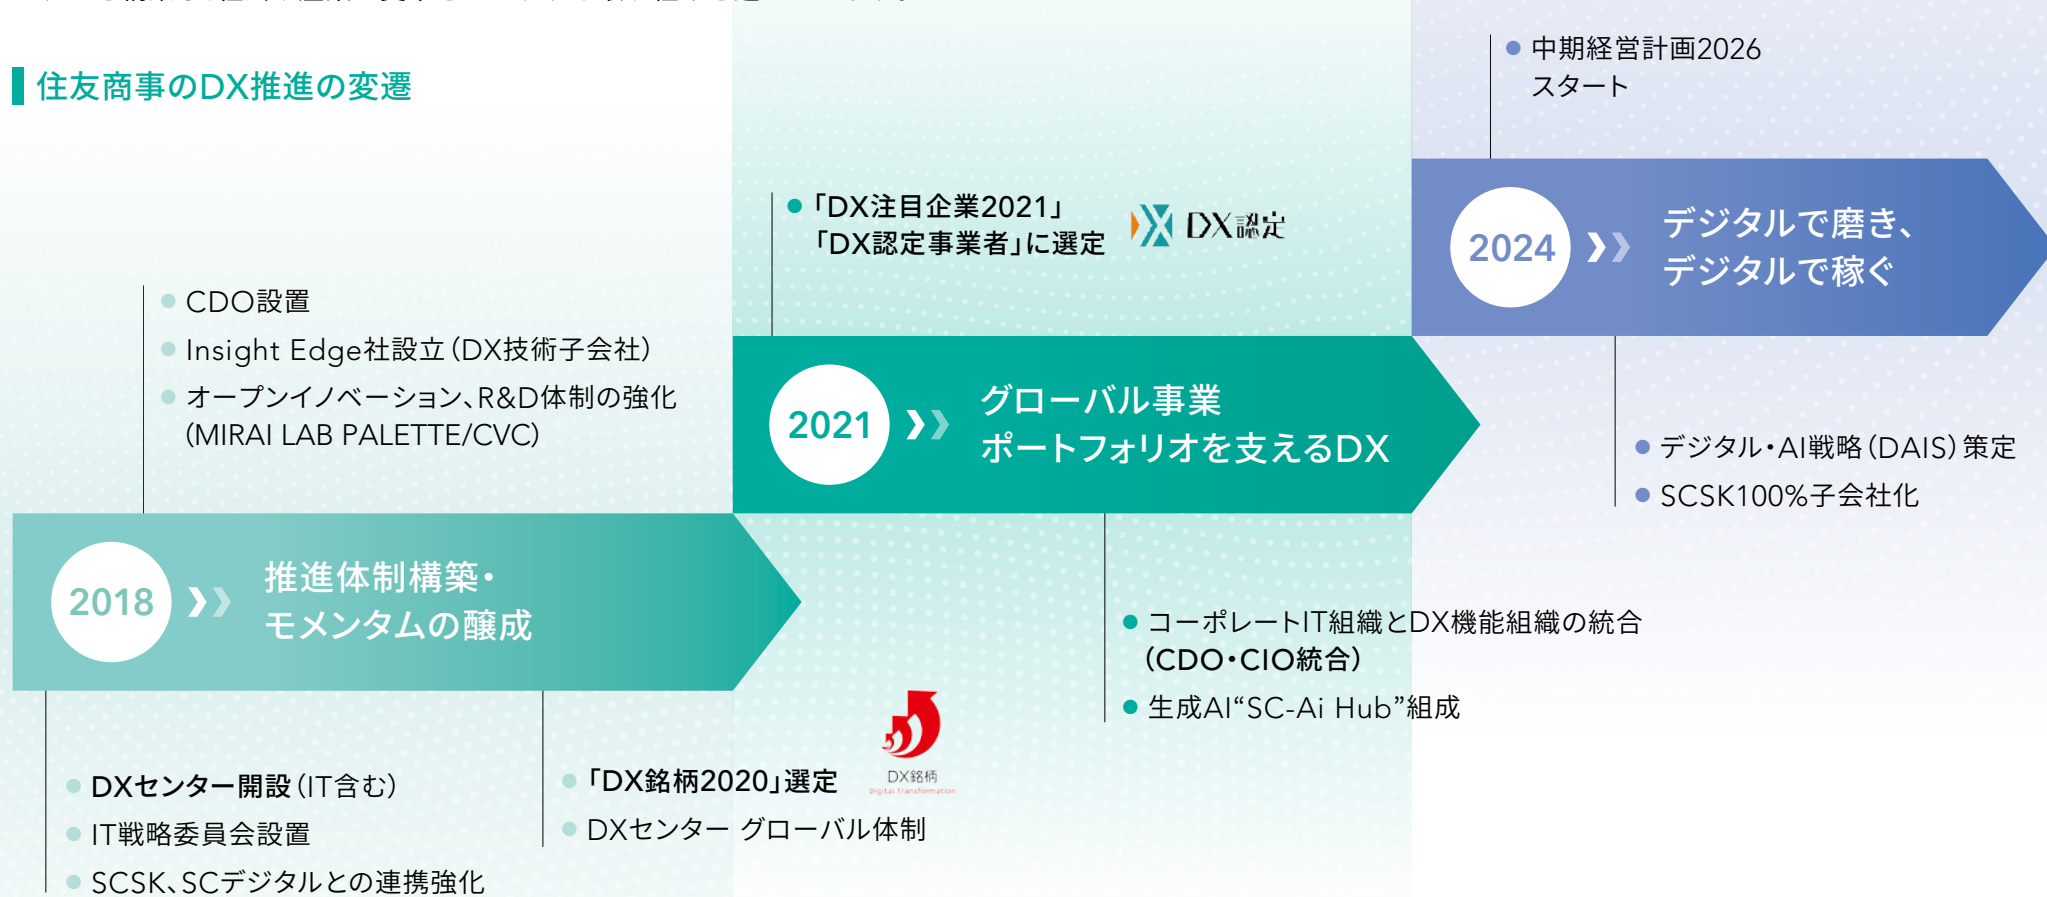 住友商事のDX推進の変遷
中期経営計画2026
スタート
2024
デジタルで磨き、
デジタルで稼ぐ
デジタル・AI戦略(DAIS)策定
SCSK100%子会社化
「DX注目企業2021」
「DX認定事業者」に選定
DX認定
2021
グローバル事業
ポートフォリオを支えるDX
コーポレートIT組織とDX機能組織の統合
(CDO・CIO統合)
生成AI“SC-Ai Hub”組成
CDO設置
Insight Edge社設立(DX技術子会社)
オープンイノベーション、R&D体制の強化
(MIRAI LAB PALETTE/CVC)
2018
推進体制構築・
モメンタムの醸成
DXセンター開設(IT含む)
IT戦略委員会設置
SCSK、SCデジタルとの連携強化
「DX銘柄2020」選定
DXセンター グローバル体制
DX銘柄
Digital Transformation